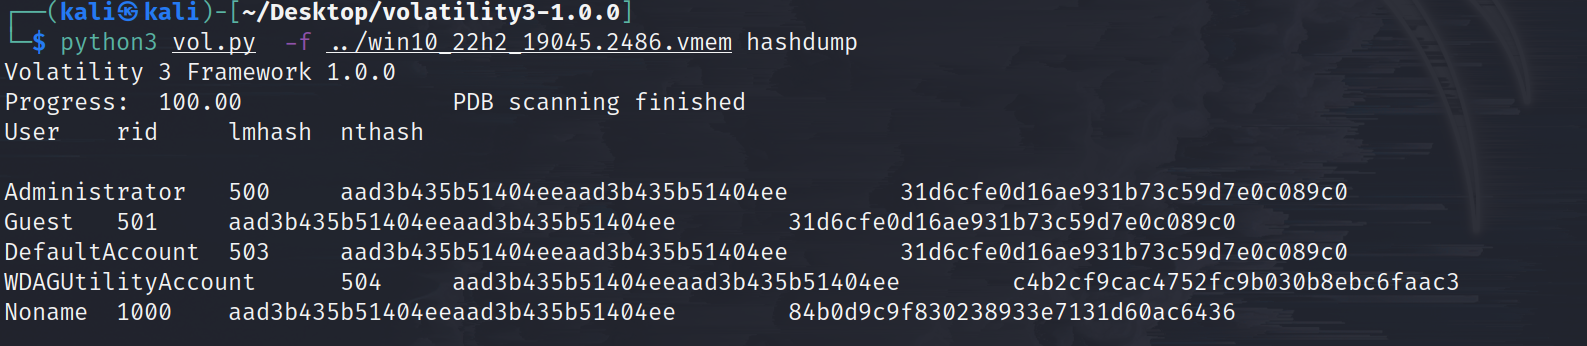 ┌──(kali㉿kali)-[~/Desktop/volatility3-1.0.0]
└─$ python3 vol.py  -f ../win10_22h2_19045.2486.vmem hashdump
Volatility 3 Framework 1.0.0
Progress:  100.00               PDB scanning finished
User    rid     lmhash  nthash
Administrator   500     aad3b435b51404eeaad3b435b51404ee        31d6cfe0d16ae931b73c59d7e0c089c0
Guest   501     aad3b435b51404eeaad3b435b51404ee        31d6cfe0d16ae931b73c59d7e0c089c0
DefaultAccount  503     aad3b435b51404eeaad3b435b51404ee        31d6cfe0d16ae931b73c59d7e0c089c0
WDAGUtilityAccount      504     aad3b435b51404eeaad3b435b51404ee        c4b2cf9cac4752fc9b030b8ebc6faac3
Noname  1000    aad3b435b51404eeaad3b435b51404ee        84b0d9c9f830238933e7131d60ac6436